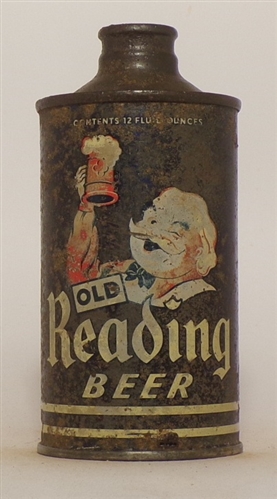 CONTENTS 12 FLUID OUNCES
OLD
Reading
BEER